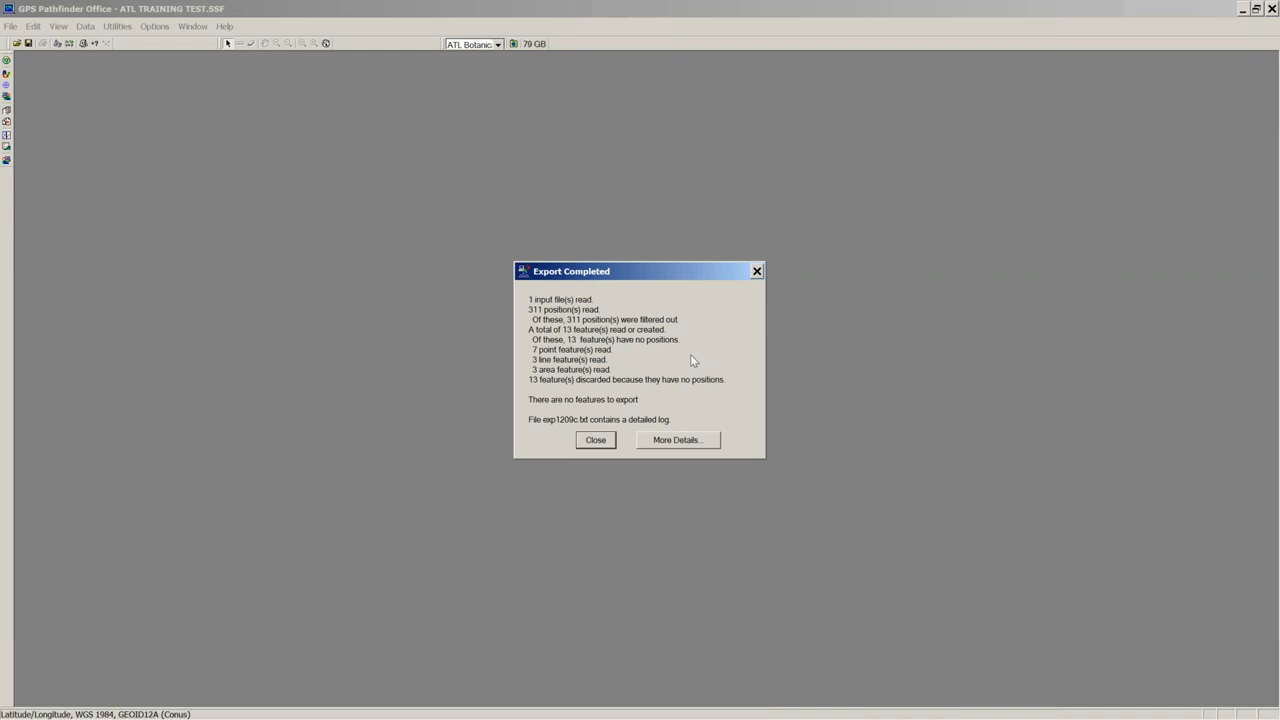 GPS Pathfinder Office - ATL TRAINING TEST.SSF
File Edit View Data Utilities Options Window Help
ATL Botanic 79 GB
Export Completed
1 input file(s) read.
311 position(s) read.
Of these, 311 position(s) were filtered out.
A total of 13 feature(s) read or created.
Of these, 13 feature(s) have no positions.
7 point feature(s) read.
3 line feature(s) read.
3 area feature(s) read.
13 feature(s) discarded because they have no positions.
There are no features to export
File exp1209c.txt contains a detailed log.
Close More Details...
Latitude/Longitude, WGS 1984, GEOID12A (Conus)